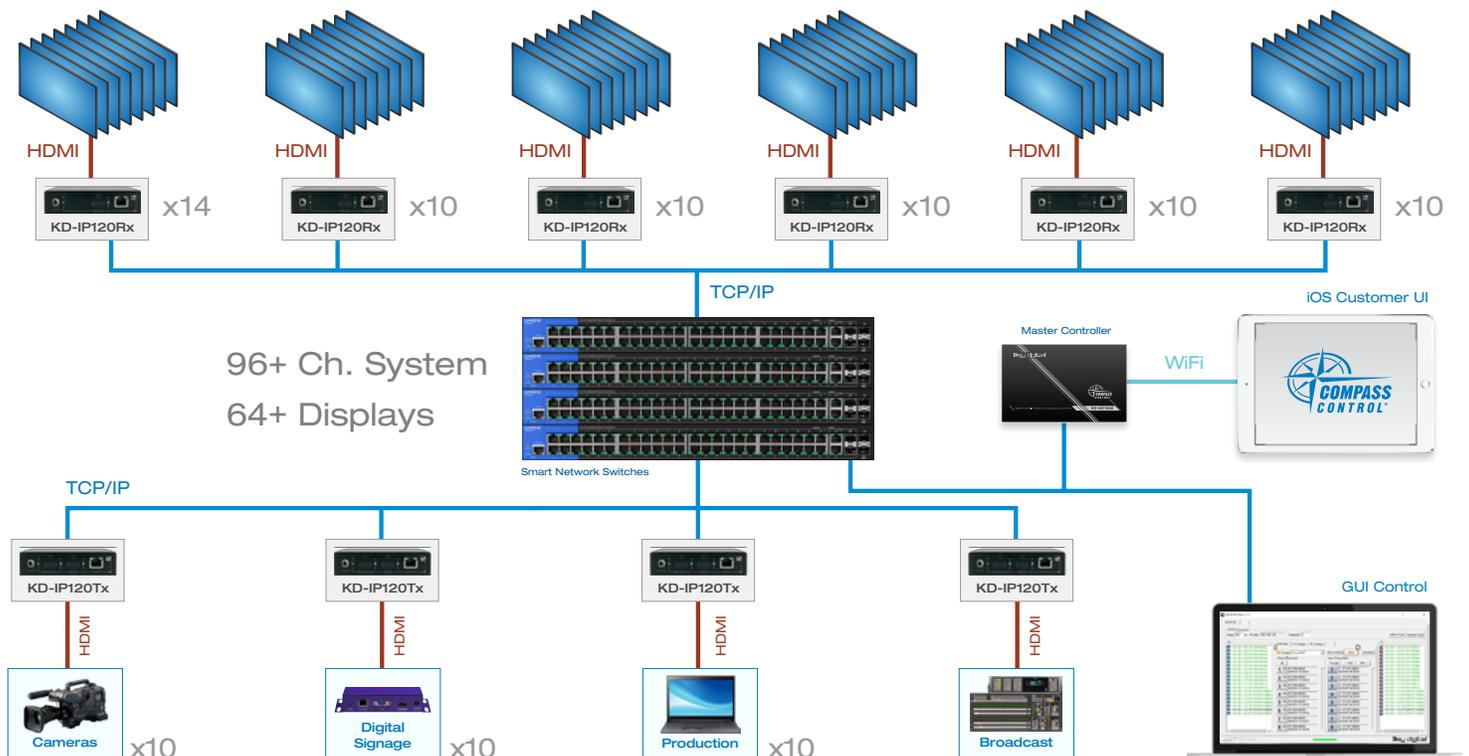 HDMI HDMI HDMI HDMI HDMI HDMI
KD-IP120Rx x14 KD-IP120Rx x10 KD-IP120Rx x10 KD-IP120Rx x10 KD-IP120Rx x10 KD-IP120Rx x10
TCP/IP
iOS Customer UI
Master Controller
96+ Ch. System
64+ Displays
WiFi
COMPASS
CONTROL®
Smart Network Switches
TCP/IP
KD-IP120Tx KD-IP120Tx KD-IP120Tx KD-IP120Tx
GUI Control
HDMI HDMI HDMI HDMI
Cameras x10
Digital
Signage x10
Production x10
Broadcast
key digital